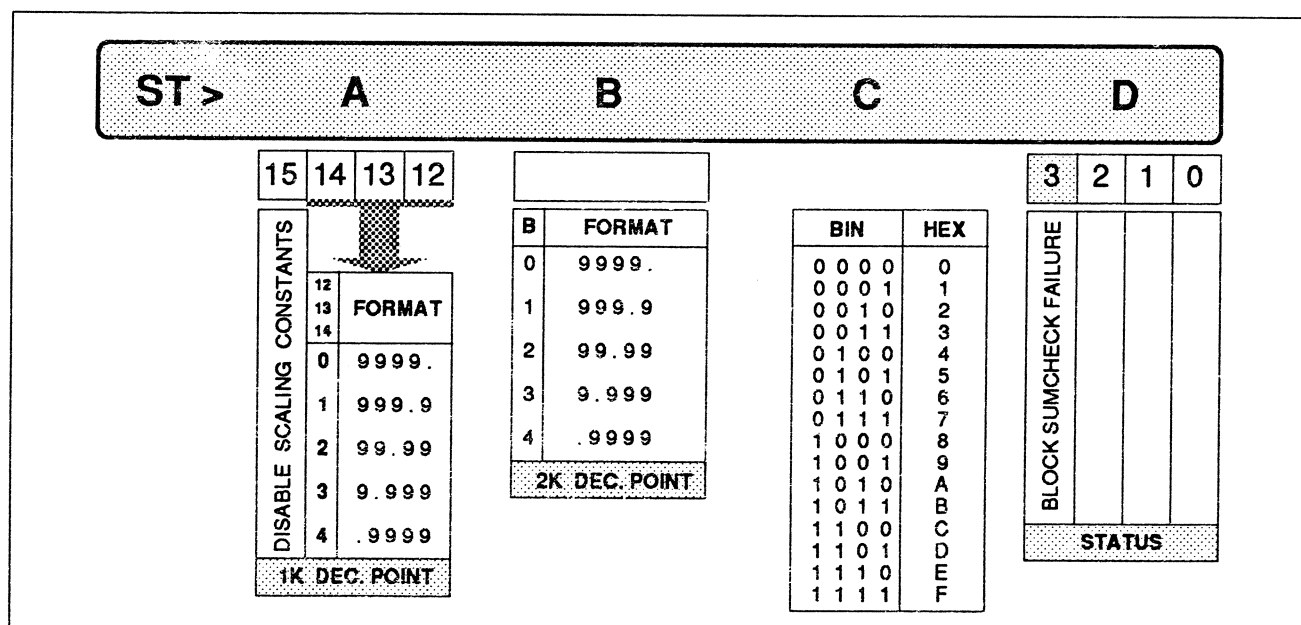 ST > A B C D
15 14 13 12
3 2 1 0
DISABLE SCALING CONSTANTS
12
13
14
FORMAT
0 9999.
1 999.9
2 99.99
3 9.999
4 .9999
1K DEC. POINT
B FORMAT
0 9999.
1 999.9
2 99.99
3 9.999
4 .9999
2K DEC. POINT
BIN HEX
0 0 0 0 0
0 0 0 1 1
0 0 1 0 2
0 0 1 1 3
0 1 0 0 4
0 1 0 1 5
0 1 1 0 6
0 1 1 1 7
1 0 0 0 8
1 0 0 1 9
1 0 1 0 A
1 0 1 1 B
1 1 0 0 C
1 1 0 1 D
1 1 1 0 E
1 1 1 1 F
BLOCK SUMCHECK FAILURE
STATUS